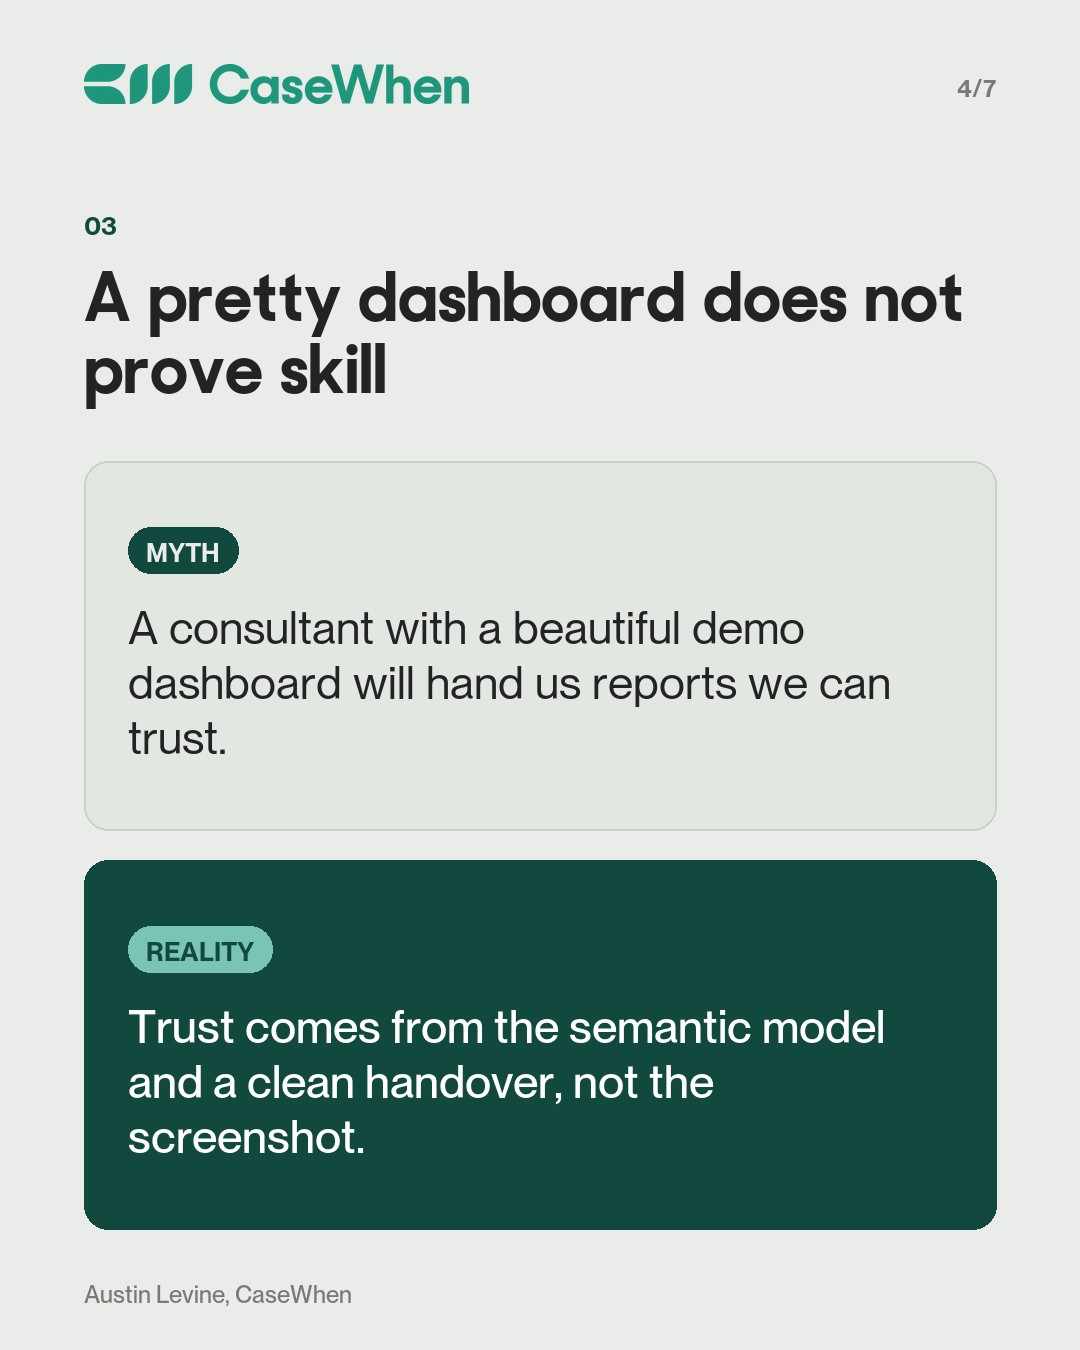 CaseWhen
4/7
03
A pretty dashboard does not
prove skill
MYTH
A consultant with a beautiful demo
dashboard will hand us reports we can
trust.
REALITY
Trust comes from the semantic model
and a clean handover, not the
screenshot.
Austin Levine, CaseWhen